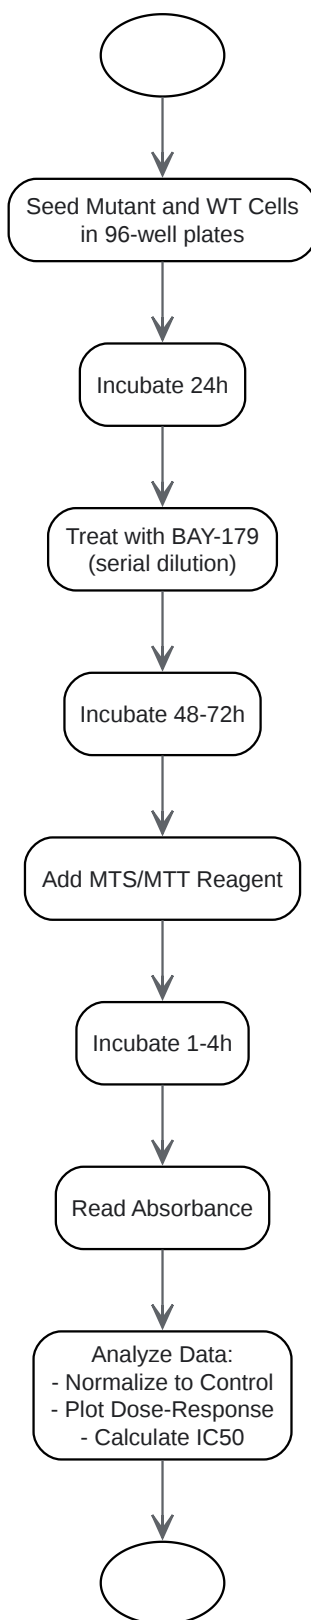 Seed Mutant and WT Cells
in 96-well plates
Incubate 24h
Treat with BAY-179
(serial dilution)
Incubate 48-72h
Add MTS/MTT Reagent
Incubate 1-4h
Read Absorbance
Analyze Data:
- Normalize to Control
- Plot Dose-Response
- Calculate IC50